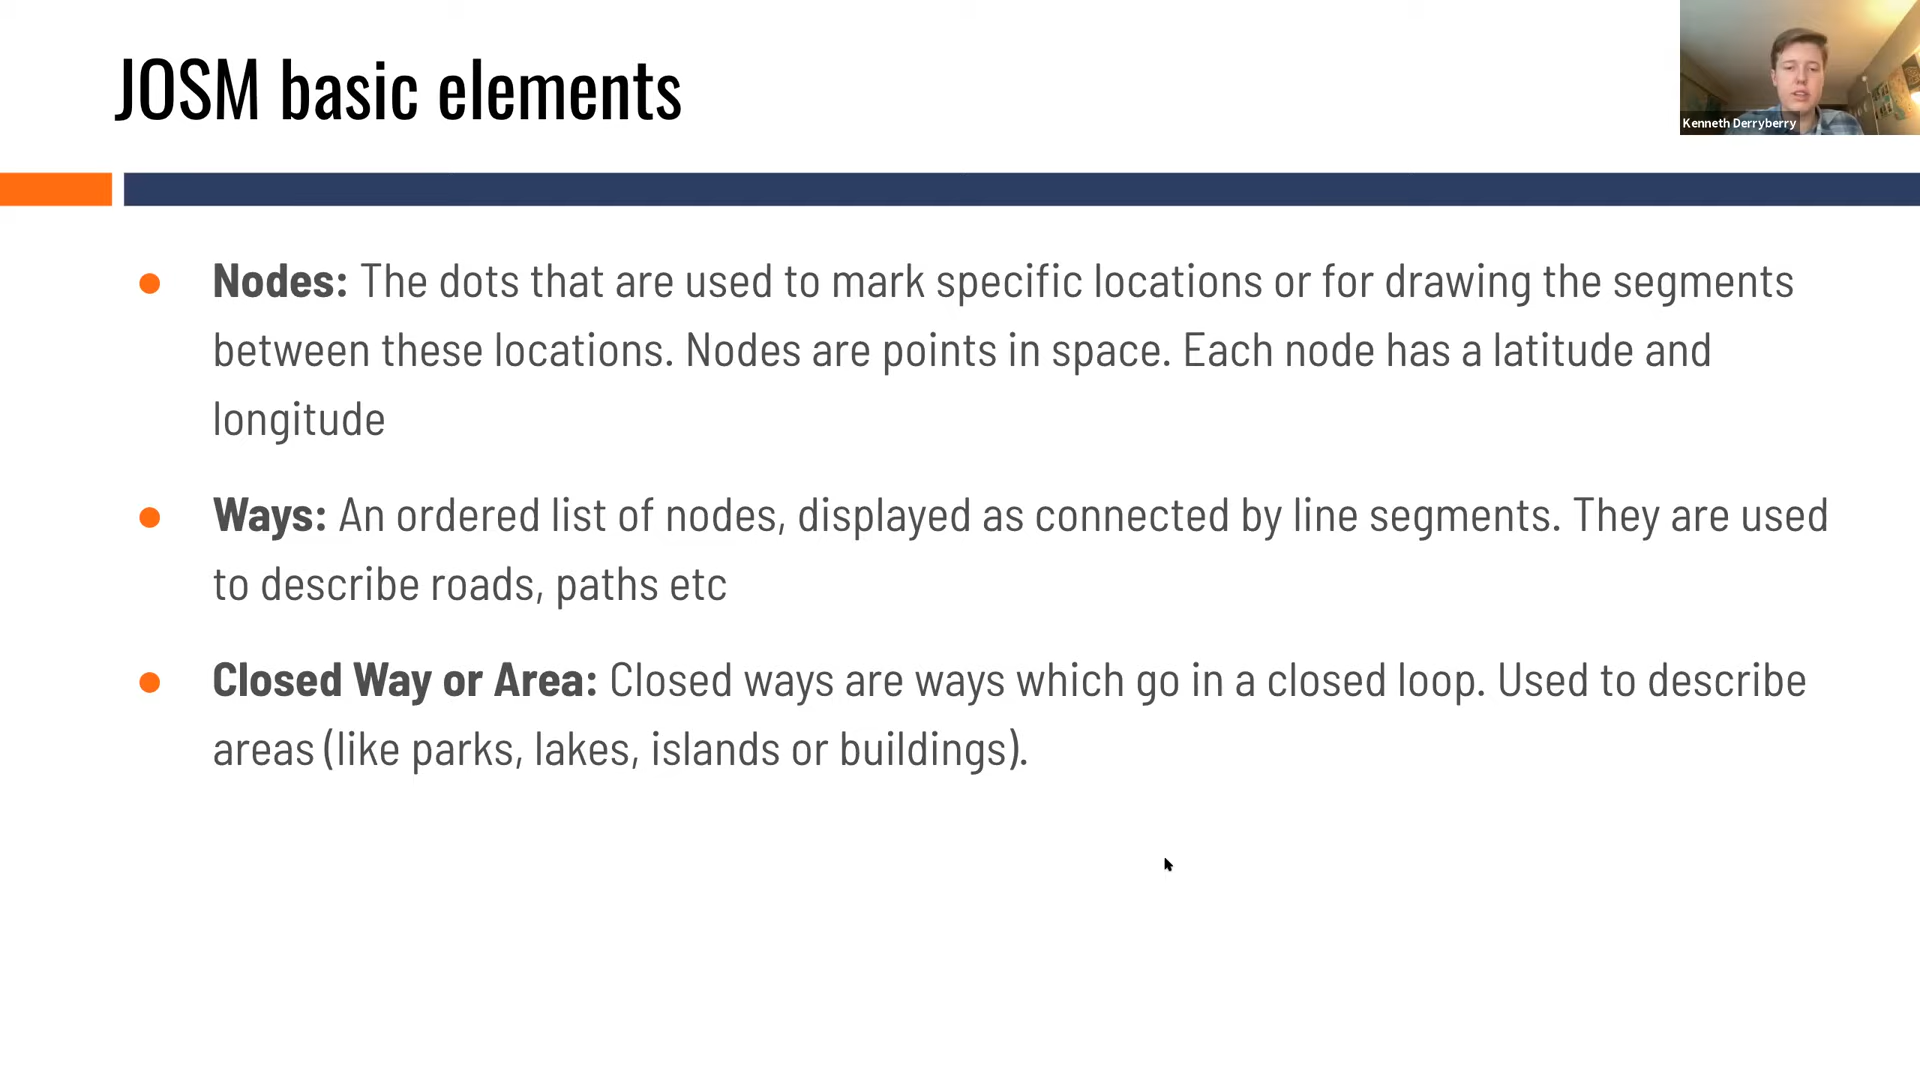 JOSM basic elements
Kenneth Derryberry
● Nodes: The dots that are used to mark specific locations or for drawing the segments
between these locations. Nodes are points in space. Each node has a latitude and
longitude
● Ways: An ordered list of nodes, displayed as connected by line segments. They are used
to describe roads, paths etc
● Closed Way or Area: Closed ways are ways which go in a closed loop. Used to describe
areas (like parks, lakes, islands or buildings).